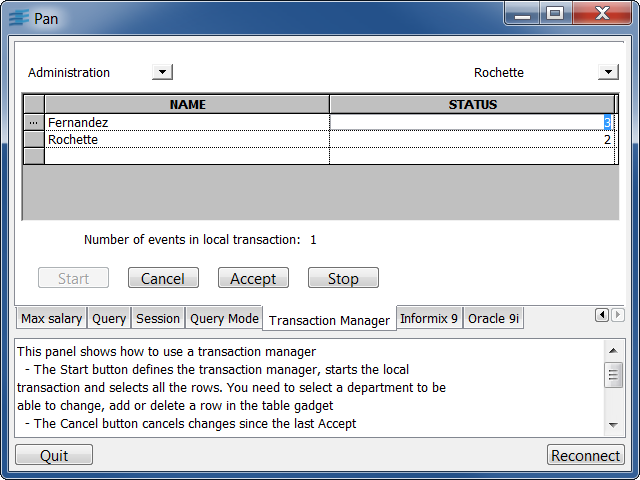 Pan
Administration Rochette
NAME STATUS
... Fernandez 3
Rochette 2
Number of events in local transaction: 1
Start Cancel Accept Stop
Max salary Query Session Query Mode Transaction Manager Informix 9 Oracle 9i
This panel shows how to use a transaction manager
- The Start button defines the transaction manager, starts the local
transaction and selects all the rows. You need to select a department to be
able to change, add or delete a row in the table gadget
- The Cancel button cancels changes since the last Accept
Quit Reconnect